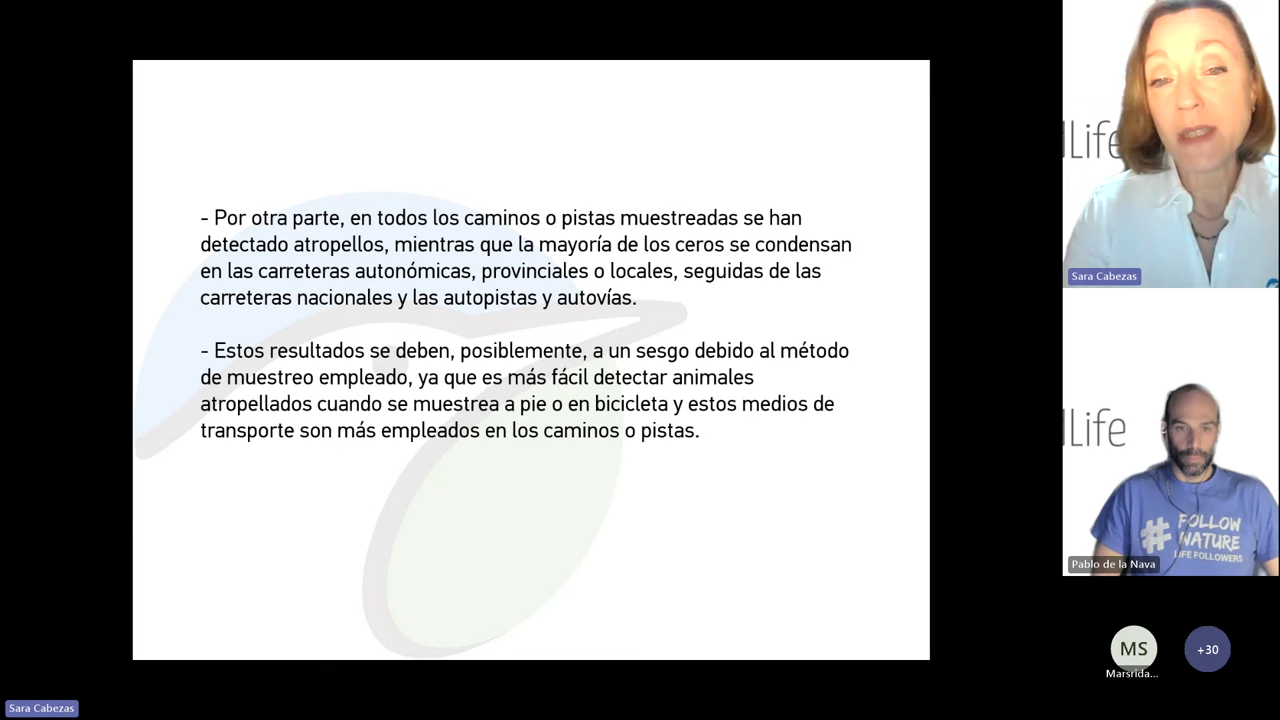 - Por otra parte, en todos los caminos o pistas muestreadas se han
detectado atropellos, mientras que la mayoría de los ceros se condensan
en las carreteras autonómicas, provinciales o locales, seguidas de las
carreteras nacionales y las autopistas y autovías.
- Estos resultados se deben, posiblemente, a un sesgo debido al método
de muestreo empleado, ya que es más fácil detectar animales
atropellados cuando se muestrea a pie o en bicicleta y estos medios de
transporte son más empleados en los caminos o pistas.
Life
Sara Cabezas
Life
# FOLLOW
NATURE
LIFE FOLLOWERS
Pablo de la Nava
MS
+30
Marsrida...
Sara Cabezas